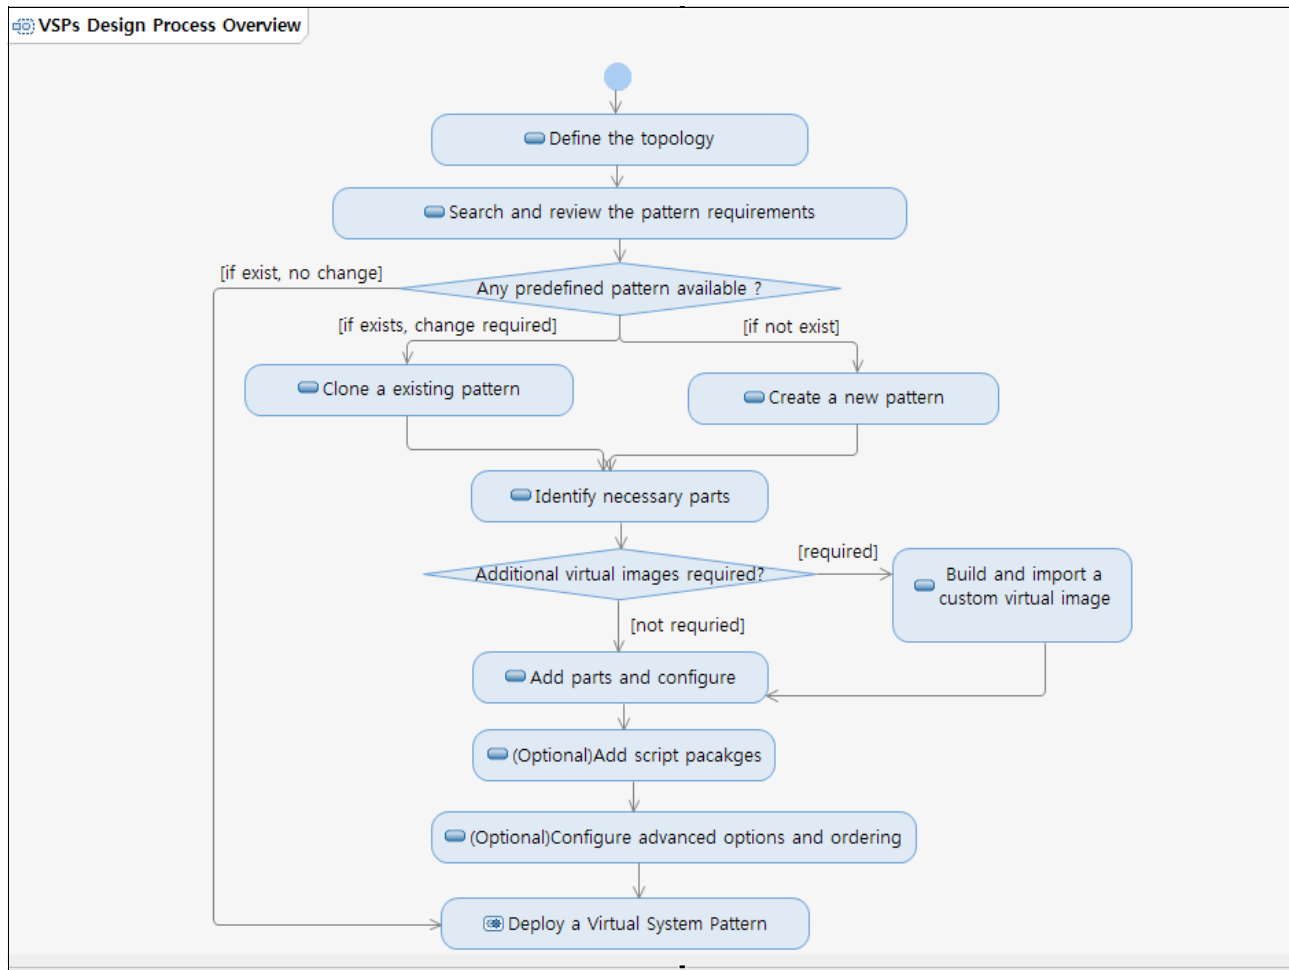 VSPs Design Process Overview
Define the topology
Search and review the pattern requirements
[if exist, no change]
Any predefined pattern available ?
[if exists, change required]
[if not exist]
Clone a existing pattern
Create a new pattern
Identify necessary parts
[required]
Additional virtual images required?
Build and import a
custom virtual image
[not requried]
Add parts and configure
(Optional)Add script pacakges
(Optional)Configure advanced options and ordering
Deploy a Virtual System Pattern